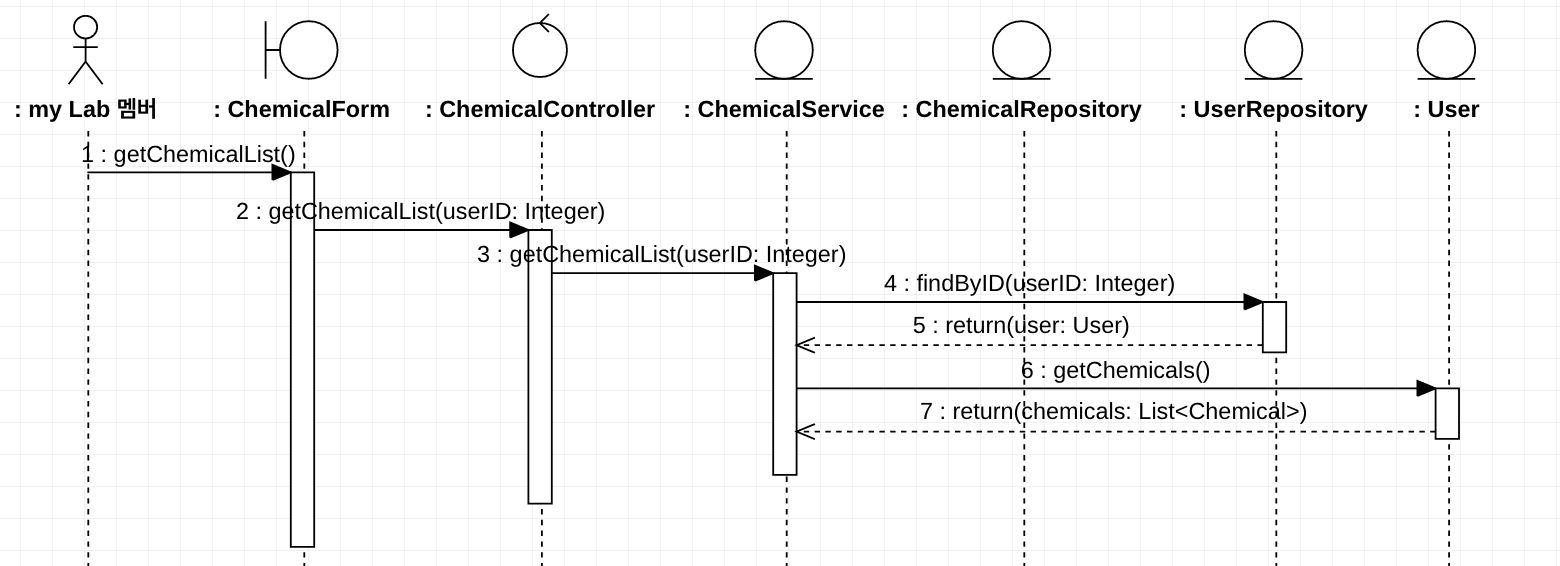 : my Lab 멤버
: ChemicalForm
: ChemicalController
: ChemicalService
: ChemicalRepository
: UserRepository
: User
1 : getChemicalList()
2 : getChemicalList(userID: Integer)
3 : getChemicalList(userID: Integer)
4 : findByID(userID: Integer)
5 : return(user: User)
6 : getChemicals()
7 : return(chemicals: List<Chemical>)